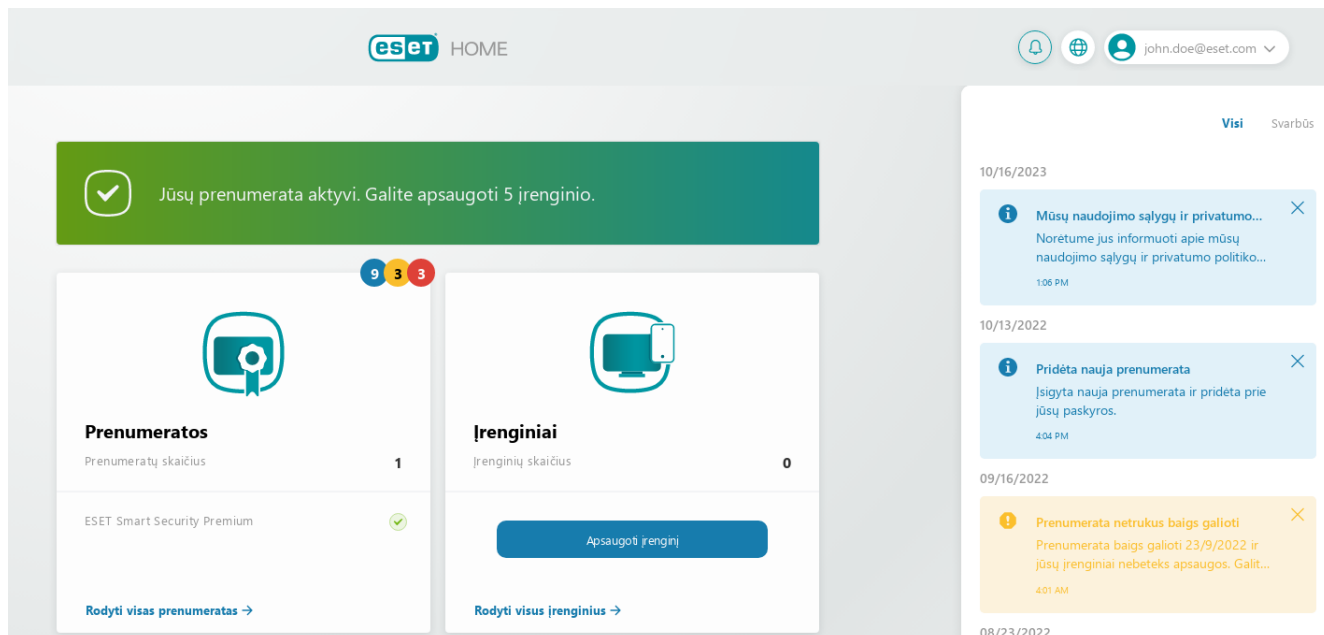 eset HOME
john.doe@eset.com
Visi Svarbūs
Jūsų prenumerata aktyvi. Galite apsaugoti 5 įrenginio.
9 3 3
Prenumeratos
Prenumeratų skaičius 1
ESET Smart Security Premium
Rodyti visas prenumeratas →
Įrenginiai
Įrenginių skaičius 0
Apsaugoti įrenginį
Rodyti visus įrenginius →
10/16/2023
Mūsų naudojimo sąlygų ir privatumo...
Norėtume jus informuoti apie mūsų
naudojimo sąlygų ir privatumo politiko...
1:06 PM
10/13/2022
Pridėta nauja prenumerata
Įsigyta nauja prenumerata ir pridėta prie
jūsų paskyros.
4:04 PM
09/16/2022
Prenumerata netrukus baigs galioti
Prenumerata baigs galioti 23/9/2022 ir
jūsų įrenginiai nebeteks apsaugos. Galit...
4:01 AM
08/23/2022